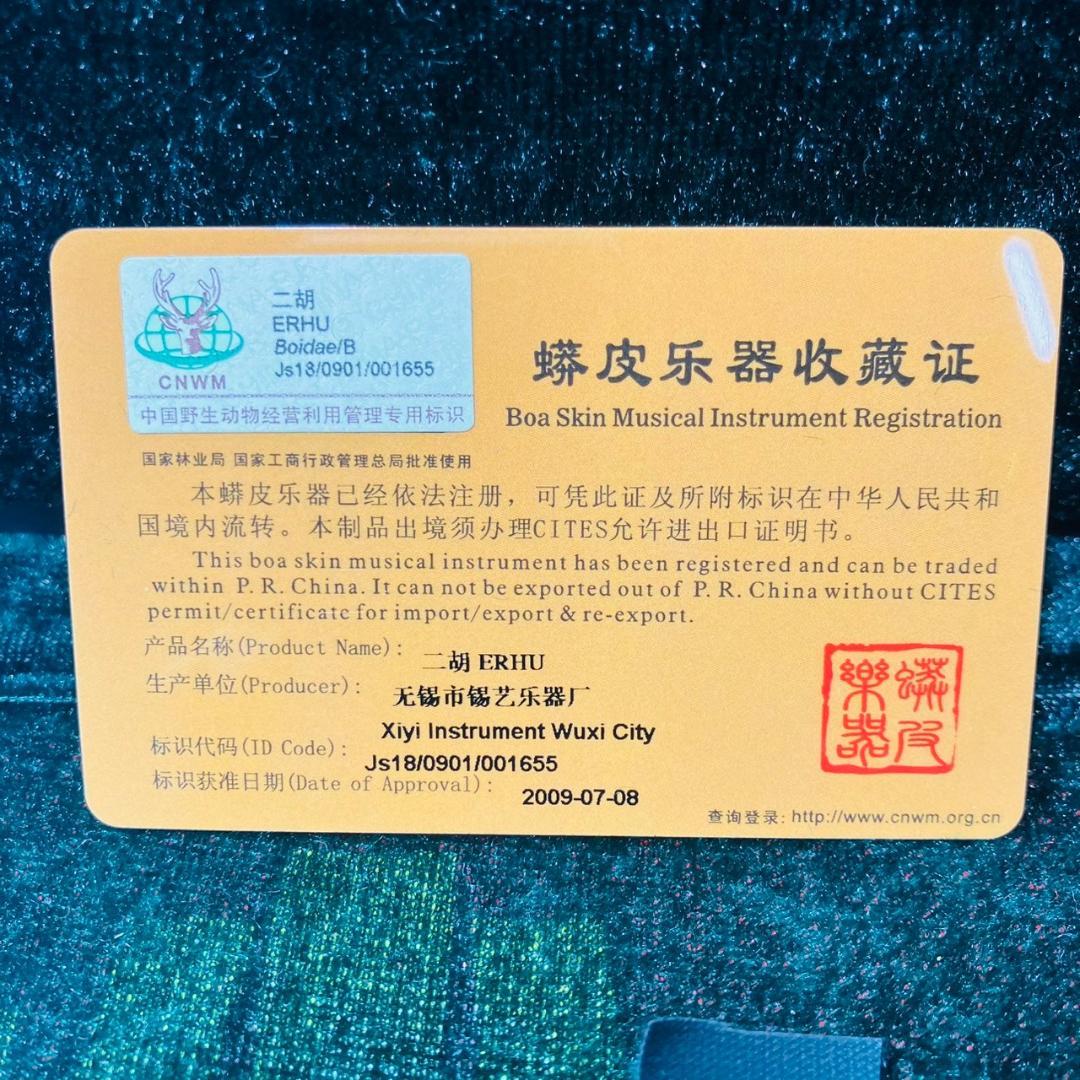 二胡
ERHU
Boidae/B
Js18/0901/001655
CNWM
中国野生动物经营利用管理专用标识
蟒皮乐器收藏证
Boa Skin Musical Instrument Registration
国家林业局 国家工商行政管理总局批准使用
本蟒皮乐器已经依法注册，可凭此证及所附标识在中华人民共和
国境内流转。本制品出境须办理CITES允许进出口证明书。
This boa skin musical instrument has been registered and can be traded
within P. R. China. It can not be exported out of P. R. China without CITES
permit/certificate for import/export & re-export.
产品名称(Product Name): 二胡 ERHU
生产单位(Producer): 无锡市锡艺乐器厂
Xiyi Instrument Wuxi City
标识代码(ID Code): Js18/0901/001655
标识获准日期(Date of Approval): 2009-07-08
蟒皮樂器
查询登录: http://www.cnwm.org.cn